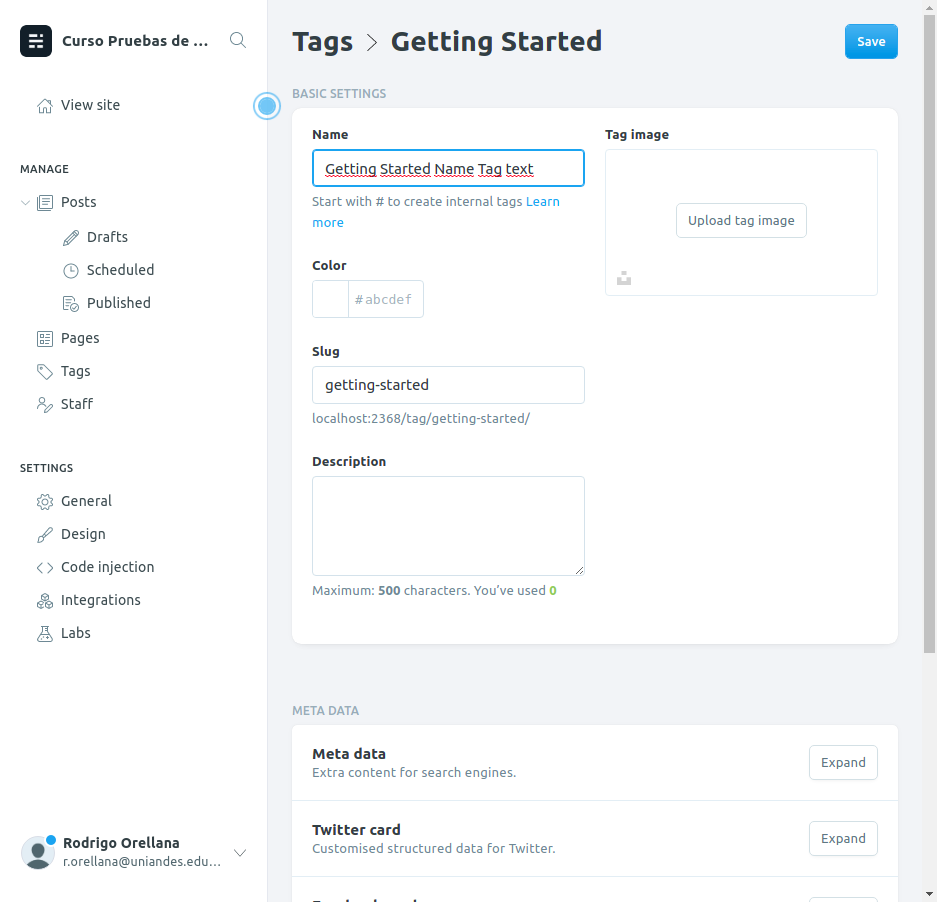 Curso Pruebas de ...
View site
MANAGE
Posts
Drafts
Scheduled
Published
Pages
Tags
Staff
SETTINGS
General
Design
Code injection
Integrations
Labs
Rodrigo Orellana
r.orellana@uniandes.edu...
Tags > Getting Started
Save
BASIC SETTINGS
Name
Getting Started Name Tag text
Start with # to create internal tags Learn
more
Color
#abcdef
Slug
getting-started
localhost:2368/tag/getting-started/
Description
Maximum: 500 characters. You’ve used 0
Tag image
Upload tag image
META DATA
Meta data
Extra content for search engines.
Expand
Twitter card
Customised structured data for Twitter.
Expand